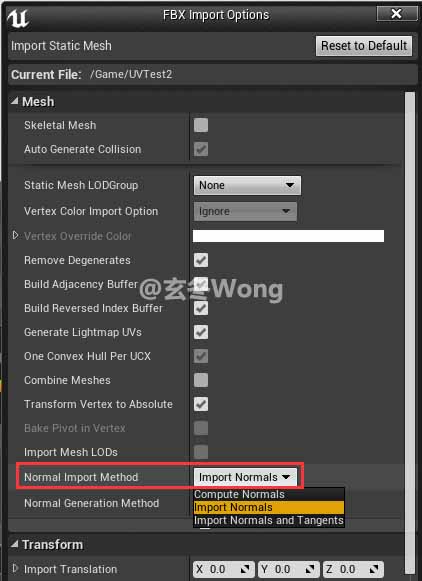 FBX Import Options
Import Static Mesh
Reset to Default
Current File: /Game/UVTest2
Mesh
Skeletal Mesh
Auto Generate Collision
Static Mesh LODGroup None
Vertex Color Import Option Ignore
Vertex Override Color
Remove Degenerates
Build Adjacency Buffer
@玄冬Wong
Build Reversed Index Buffer
Generate Lightmap UVs
One Convex Hull Per UCX
Combine Meshes
Transform Vertex to Absolute
Bake Pivot in Vertex
Import Mesh LODs
Normal Import Method Import Normals
Compute Normals
Import Normals
Normal Generation Method
Import Normals and Tangents
Transform
Import Translation X 0.0 Y 0.0 Z 0.0